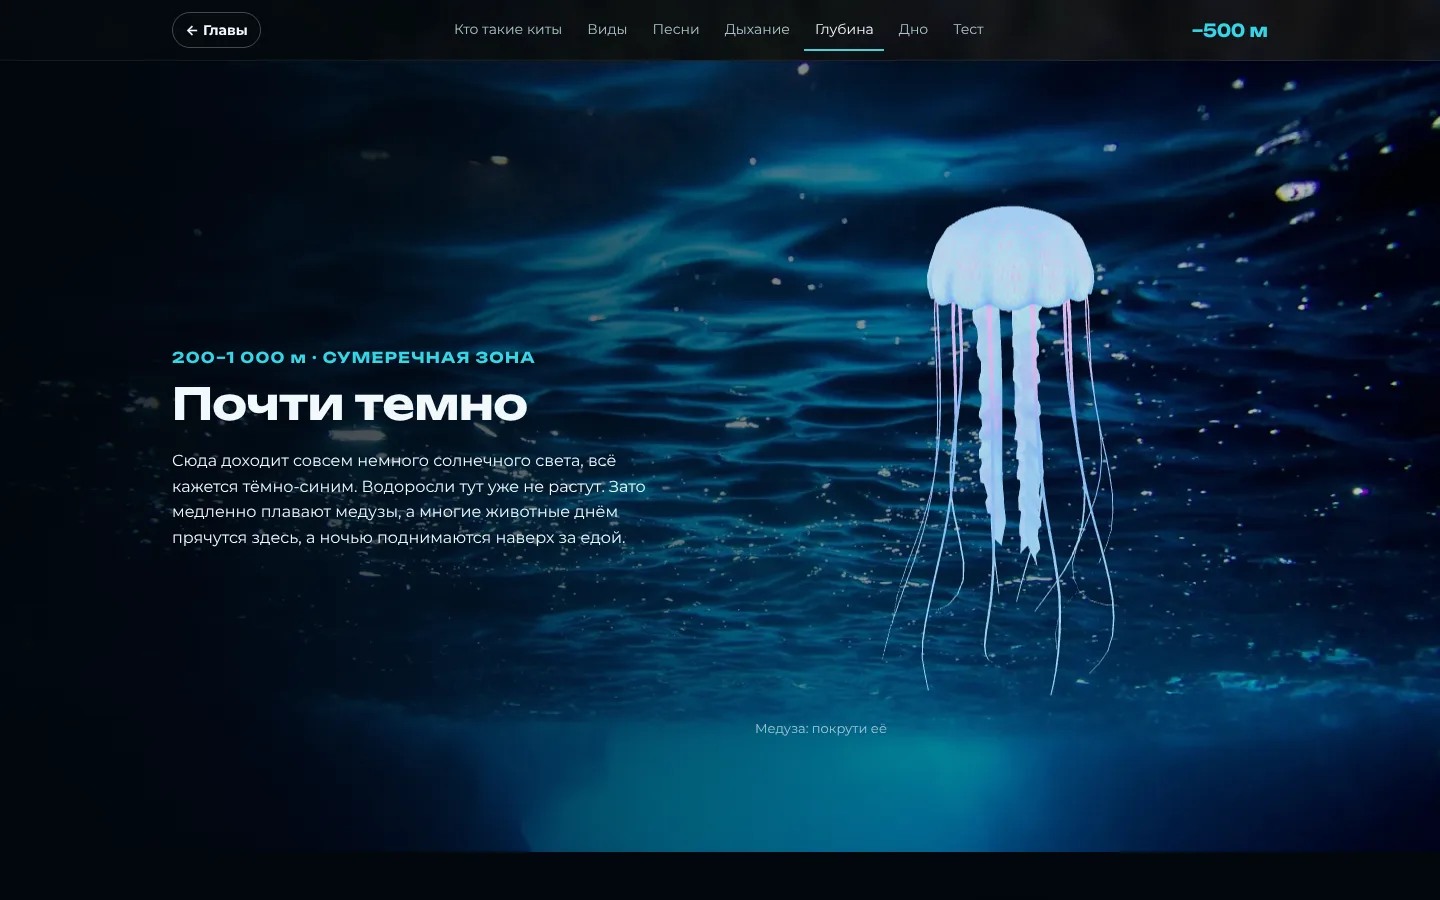 ← Главы
Кто такие киты
Виды
Песни
Дыхание
Глубина
Дно
Тест
−500 м
200–1 000 м · СУМЕРЕЧНАЯ ЗОНА
Почти темно
Сюда доходит совсем немного солнечного света, всё
кажется тёмно-синим. Водоросли тут уже не растут. Зато
медленно плавают медузы, а многие животные днём
прячутся здесь, а ночью поднимаются наверх за едой.
Медуза: покрути её